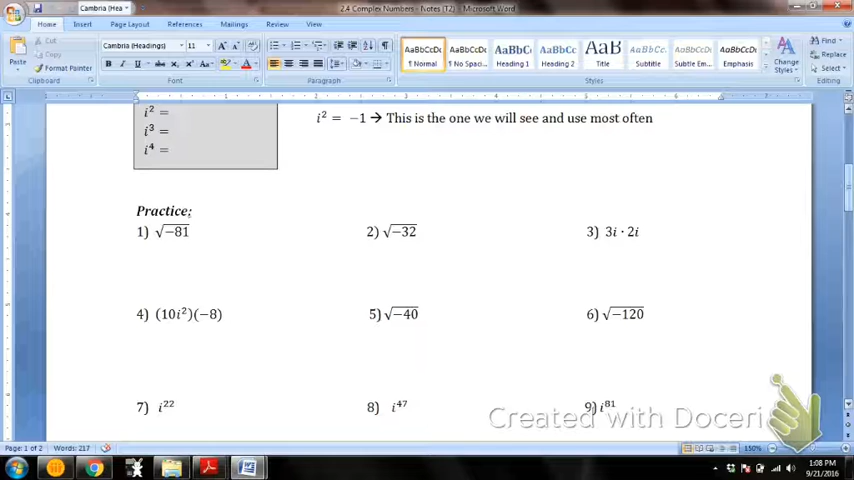 2.4 Complex Numbers - Notes (T2) - Microsoft Word
Cambria (Hea
Home Insert Page Layout References Mailings Review View
Paste
Cut
Copy
Format Painter
Clipboard
Cambria (Headings) 11
B I U
Font
Paragraph
AaBbCcDc AaBbCcDc AaBbC AaBbCc AaB AaBbCc. AaBbCcDc AaBbCcDc
¶ Normal ¶ No Spaci... Heading 1 Heading 2 Title Subtitle Subtle Em... Emphasis
Styles
Change Styles
Find
Replace
Select
Editing
i² =
i² = −1 → This is the one we will see and use most often
i³ =
i⁴ =
Practice:
1) √−81 2) √−32 3) 3i · 2i
4) (10i²)(−8) 5) √−40 6) √−120
7) i²² 8) i⁴⁷ 9) i⁸¹
Created with Doceri
Page: 1 of 2 Words: 217 150%
1:08 PM
9/21/2016